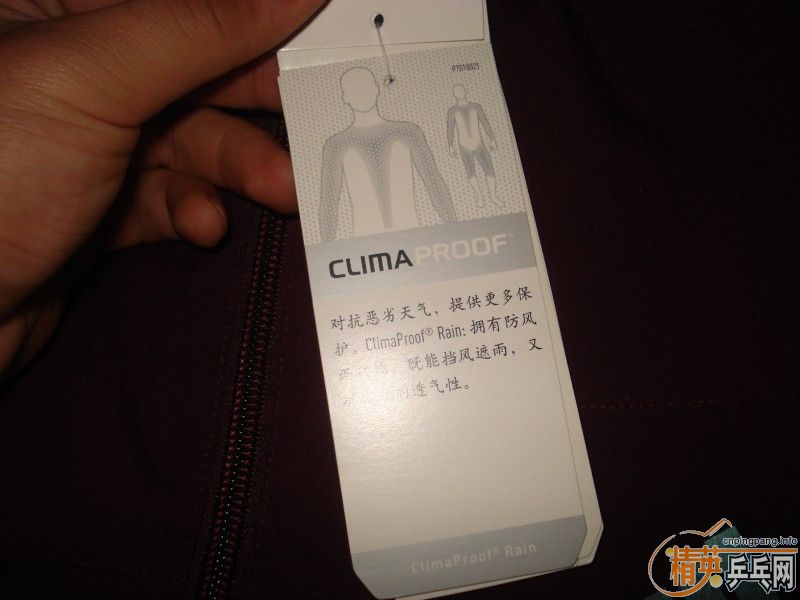 P7018021
CLIMAPROOF®
对抗恶劣天气，提供更多保
护。ClimaProof® Rain: 拥有防风
雨 既能挡风遮雨，又
透气性。
ClimaProof® Rain
cnpingpang.info
精英乒乓网